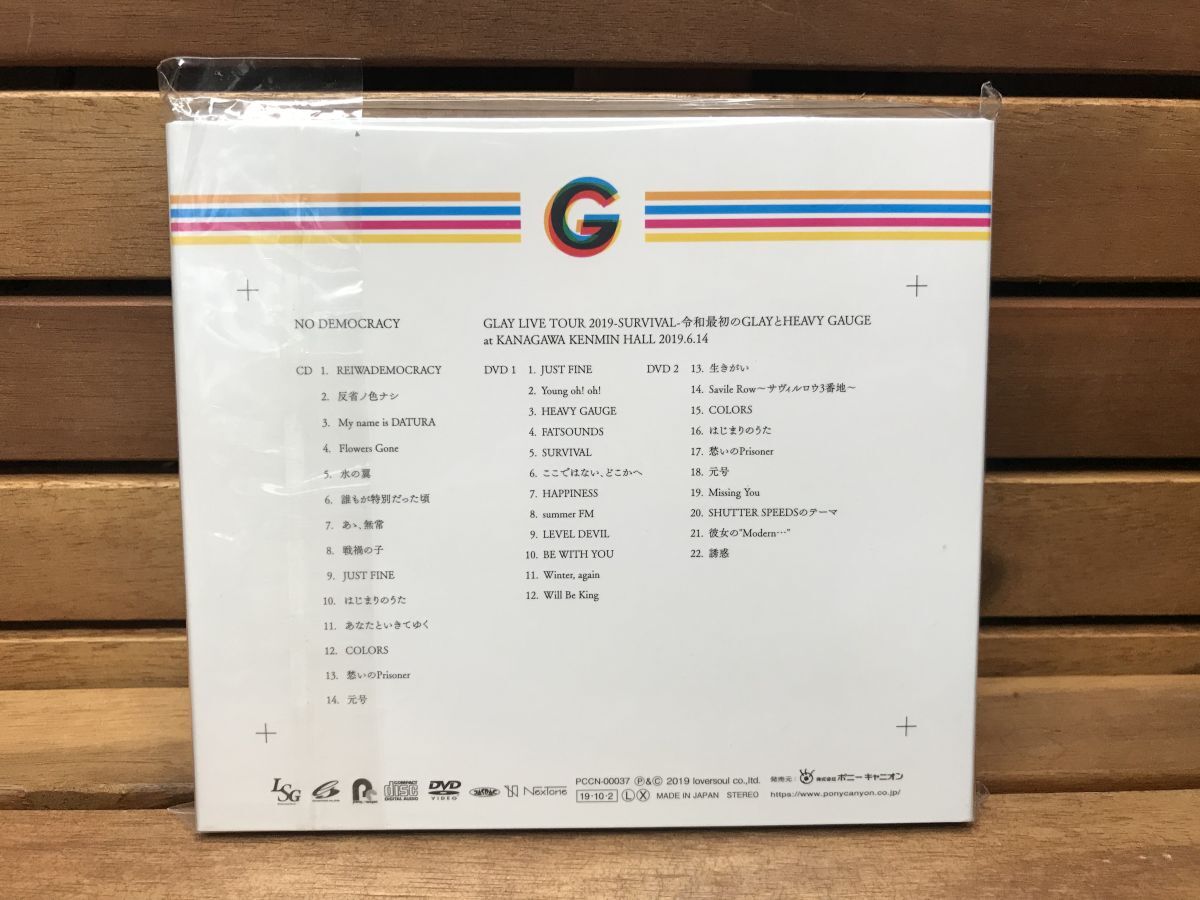 G
NO DEMOCRACY
CD 1. REIWADEMOCRACY
2. 反省ノ色ナシ
3. My name is DATURA
4. Flowers Gone
5. 氷の翼
6. 誰もが特別だった頃
7. あゝ、無常
8. 戦禍の子
9. JUST FINE
10. はじまりのうた
11. あなたといきてゆく
12. COLORS
13. 愁いのPrisoner
14. 元号
GLAY LIVE TOUR 2019-SURVIVAL-令和最初のGLAYとHEAVY GAUGE
at KANAGAWA KENMIN HALL 2019.6.14
DVD 1 1. JUST FINE
2. Young oh! oh!
3. HEAVY GAUGE
4. FATSOUNDS
5. SURVIVAL
6. ここではない、どこかへ
7. HAPPINESS
8. summer FM
9. LEVEL DEVIL
10. BE WITH YOU
11. Winter, again
12. Will Be King
DVD 2 13. 生きがい
14. Savile Row〜サヴィルロウ3番地〜
15. COLORS
16. はじまりのうた
17. 愁いのPrisoner
18. 元号
19. Missing You
20. SHUTTER SPEEDSのテーマ
21. 彼女の"Modern…"
22. 誘惑
LSG
COMPACT
disc
DIGITAL AUDIO
DVD
VIDEO
JASRAC
NexTone
PCCN-00037 Ⓟ&Ⓒ 2019 loversoul co.,ltd.
19・10・2 Ⓛ Ⓧ MADE IN JAPAN STEREO
発売元: 株式会社 ポニーキャニオン
https://www.ponycanyon.co.jp/